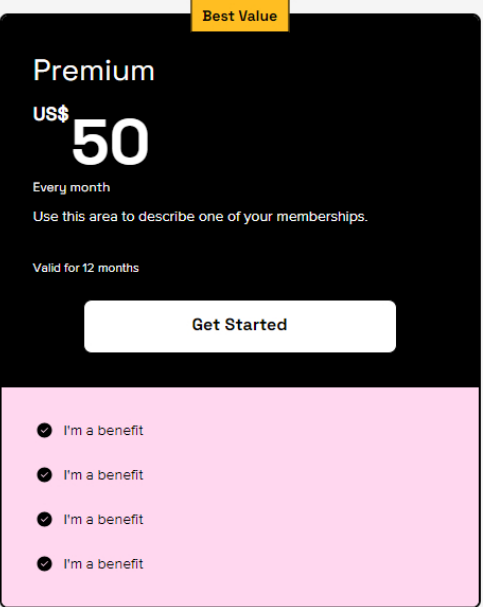 Best Value
Premium
US$
50
Every month
Use this area to describe one of your memberships.
Valid for 12 months
Get Started
I'm a benefit
I'm a benefit
I'm a benefit
I'm a benefit